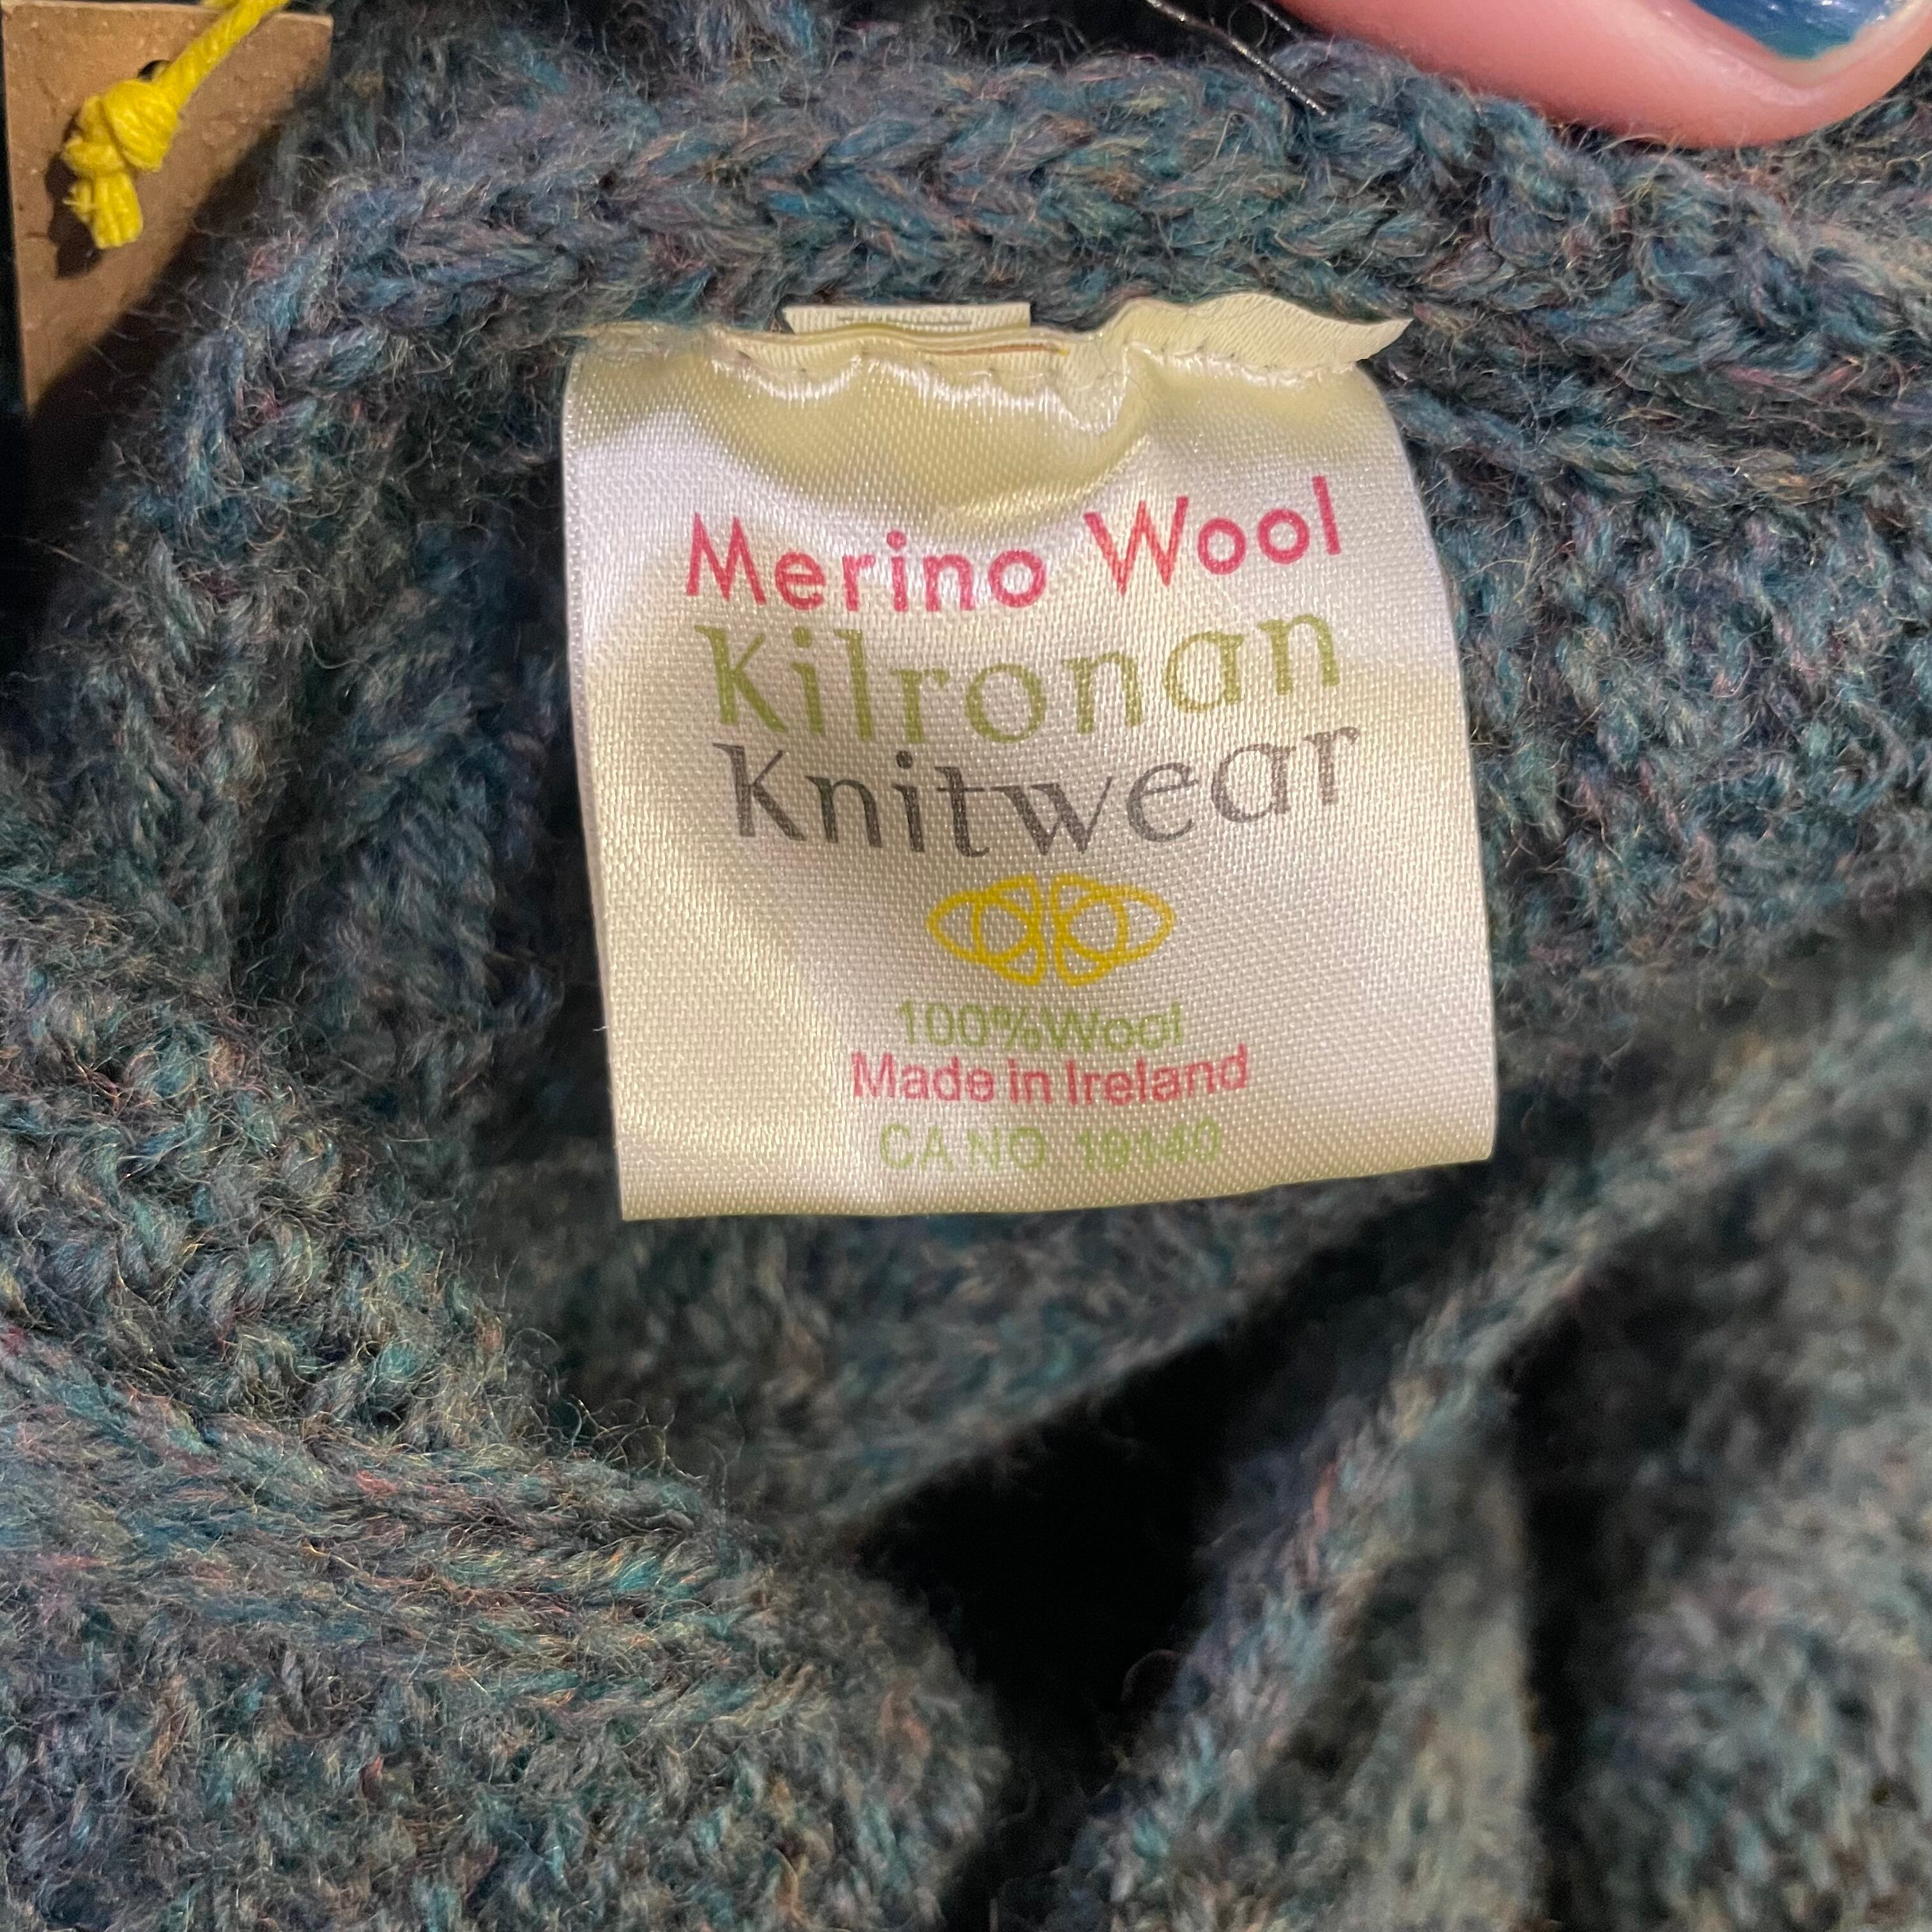 Merino Wool
Kilronan
Knitwear
100%Wool
Made in Ireland
CA NO 19140